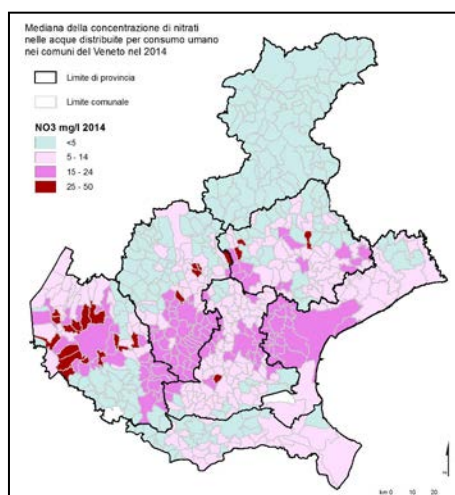 Mediana della concentrazione di nitrati
nelle acque distribuite per consumo umano
nei comuni del Veneto nel 2014
Limite di provincia
Limite comunale
NO3 mg/l 2014
<5
5 - 14
15 - 24
25 - 50
km 0 10 20